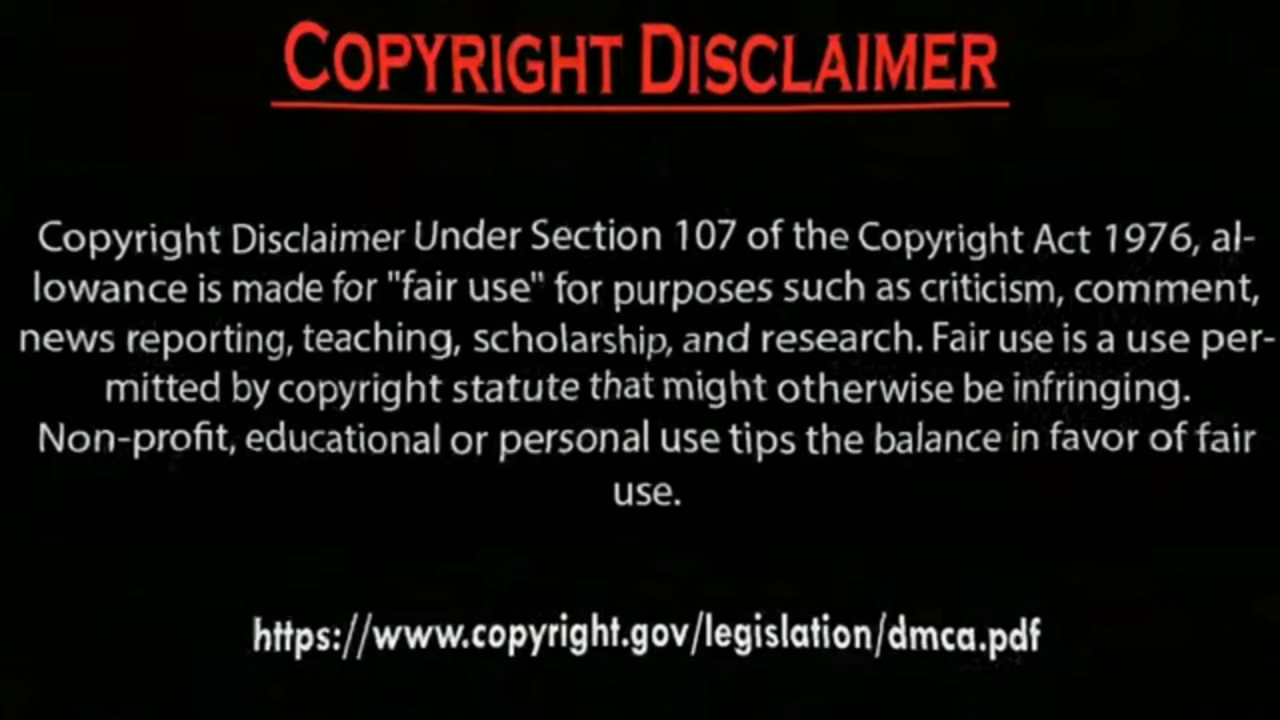 COPYRIGHT DISCLAIMER
Copyright Disclaimer Under Section 107 of the Copyright Act 1976, al-
lowance is made for "fair use" for purposes such as criticism, comment,
news reporting, teaching, scholarship, and research. Fair use is a use per-
mitted by copyright statute that might otherwise be infringing.
Non-profit, educational or personal use tips the balance in favor of fair
use.
https://www.copyright.gov/legislation/dmca.pdf